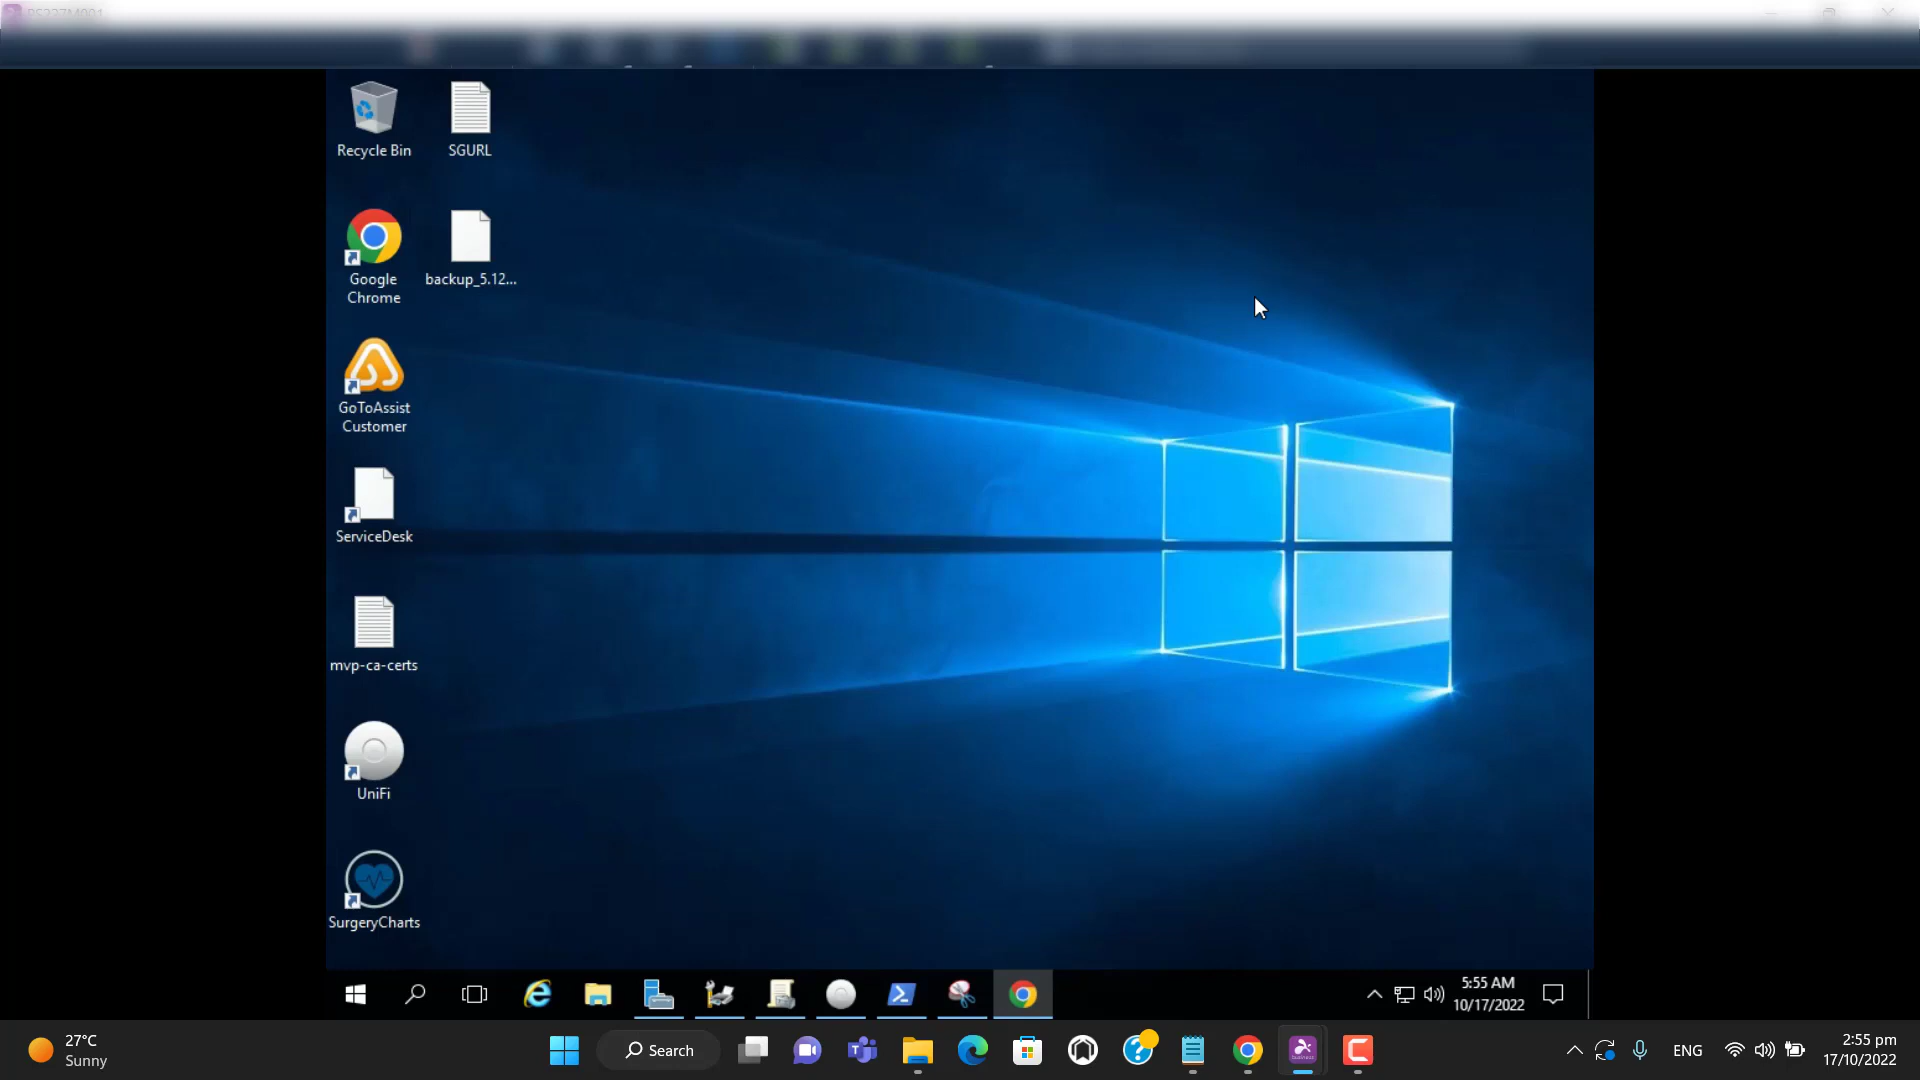 Recycle Bin
SGURL
Google
Chrome
backup_5.12...
GoToAssist
Customer
ServiceDesk
mvp-ca-certs
UniFi
SurgeryCharts
5:55 AM
10/17/2022
27°C
Sunny
Search
ENG
2:55 pm
17/10/2022